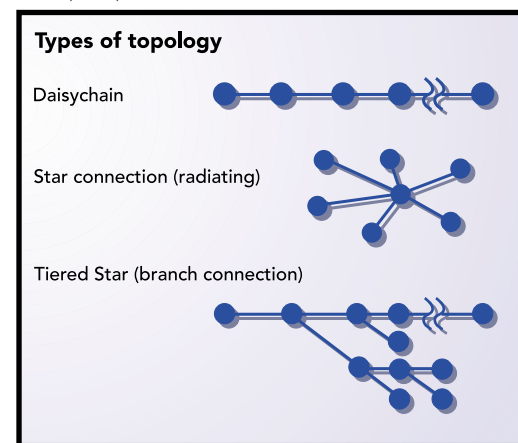 Types of topology
Daisychain
Star connection (radiating)
Tiered Star (branch connection)